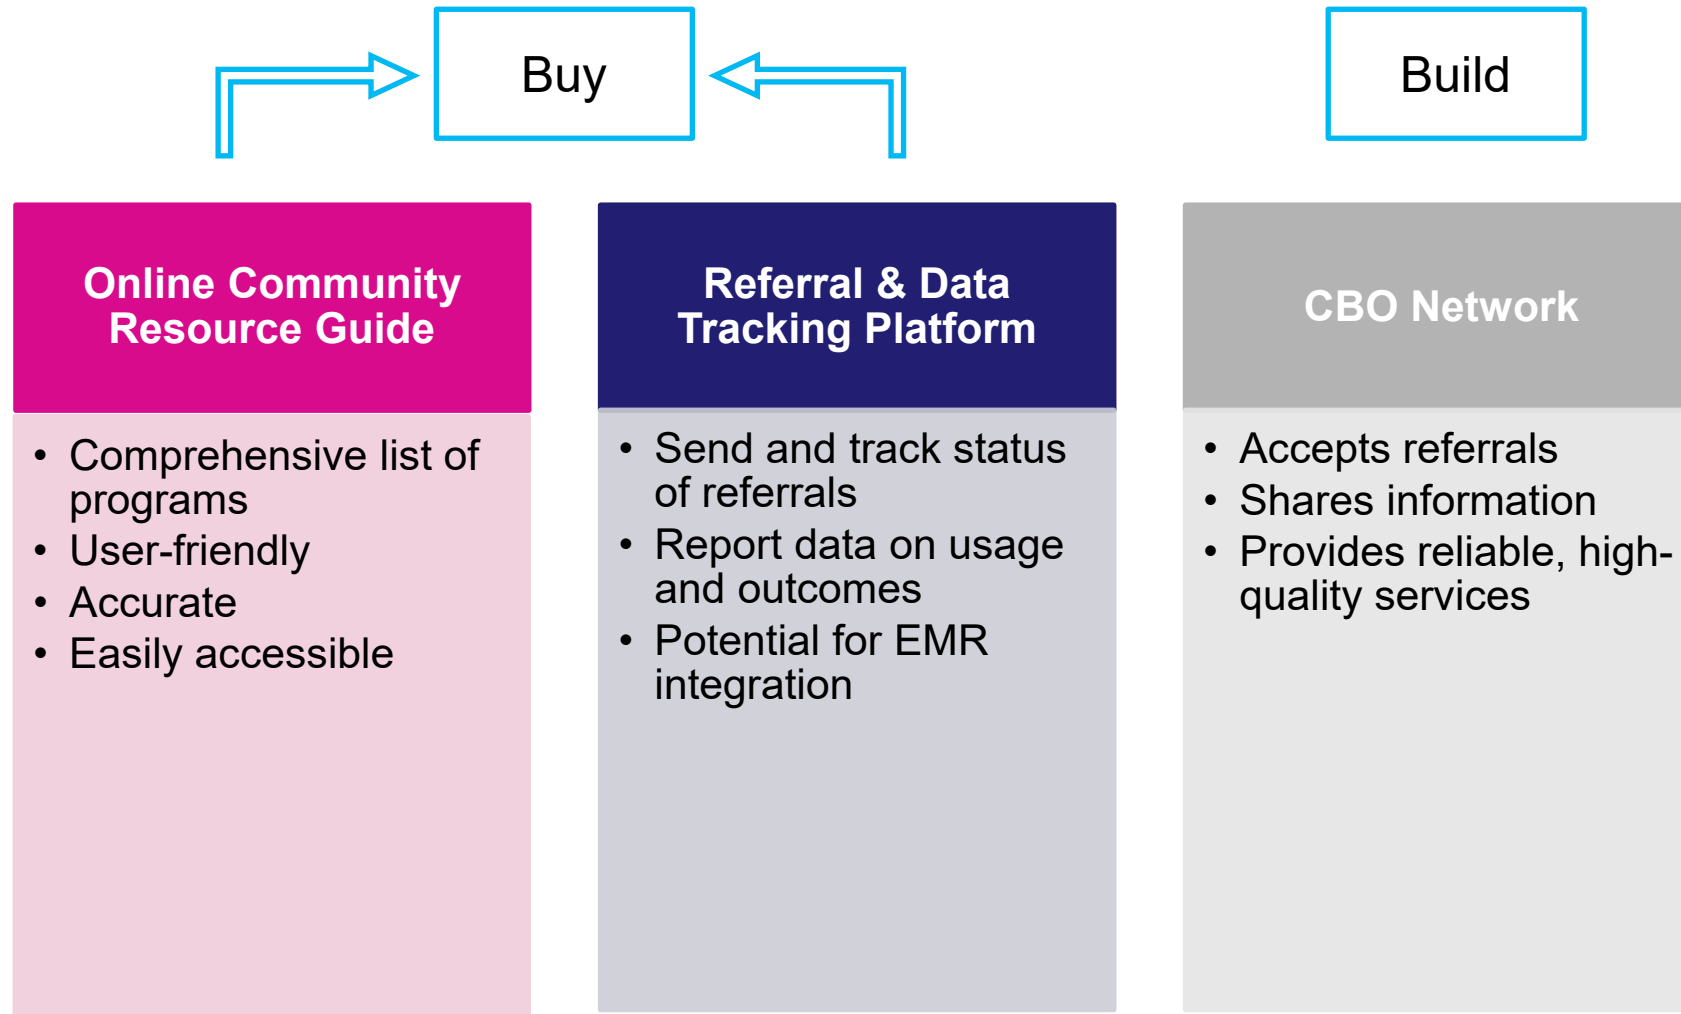 Buy
Build
Online Community
Resource Guide
• Comprehensive list of
programs
• User-friendly
• Accurate
• Easily accessible
Referral & Data
Tracking Platform
• Send and track status
of referrals
• Report data on usage
and outcomes
• Potential for EMR
integration
CBO Network
• Accepts referrals
• Shares information
• Provides reliable, high-
quality services